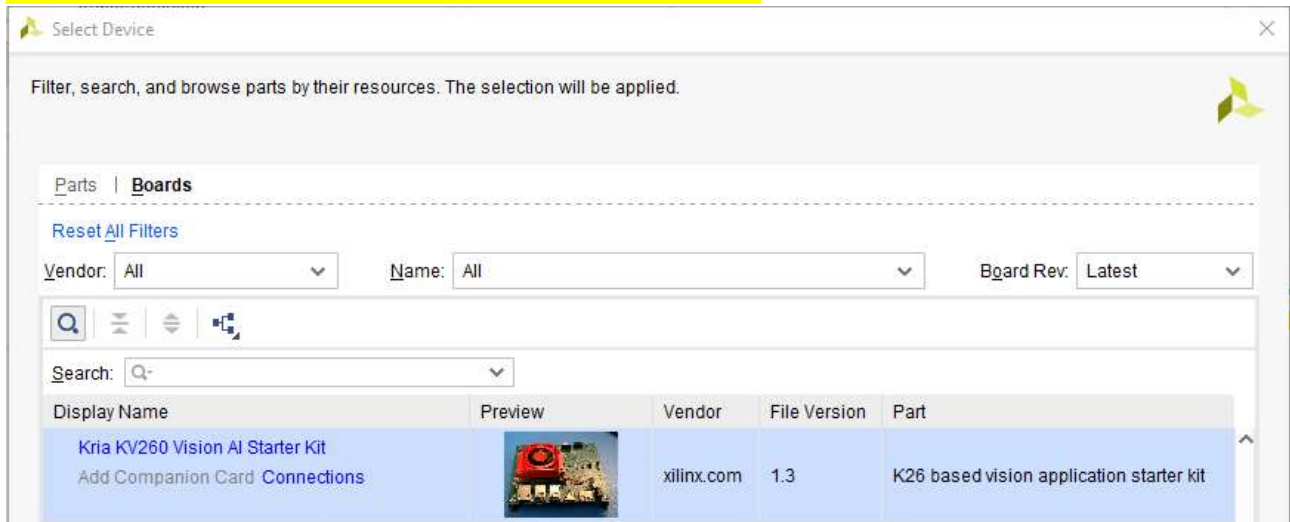 Select Device
Filter, search, and browse parts by their resources. The selection will be applied.
Parts | Boards
Reset All Filters
Vendor: All Name: All Board Rev: Latest
Search: Q-
Display Name Preview Vendor File Version Part
Kria KV260 Vision AI Starter Kit
Add Companion Card Connections xilinx.com 1.3 K26 based vision application starter kit